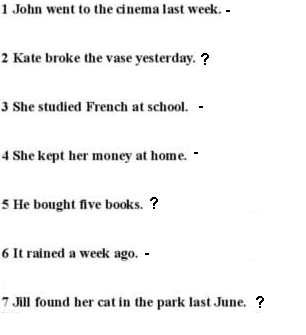 1 John went to the cinema last week. -
2 Kate broke the vase yesterday. ?
3 She studied French at school. -
4 She kept her money at home. -
5 He bought five books. ?
6 It rained a week ago. -
7 Jill found her cat in the park last June. ?